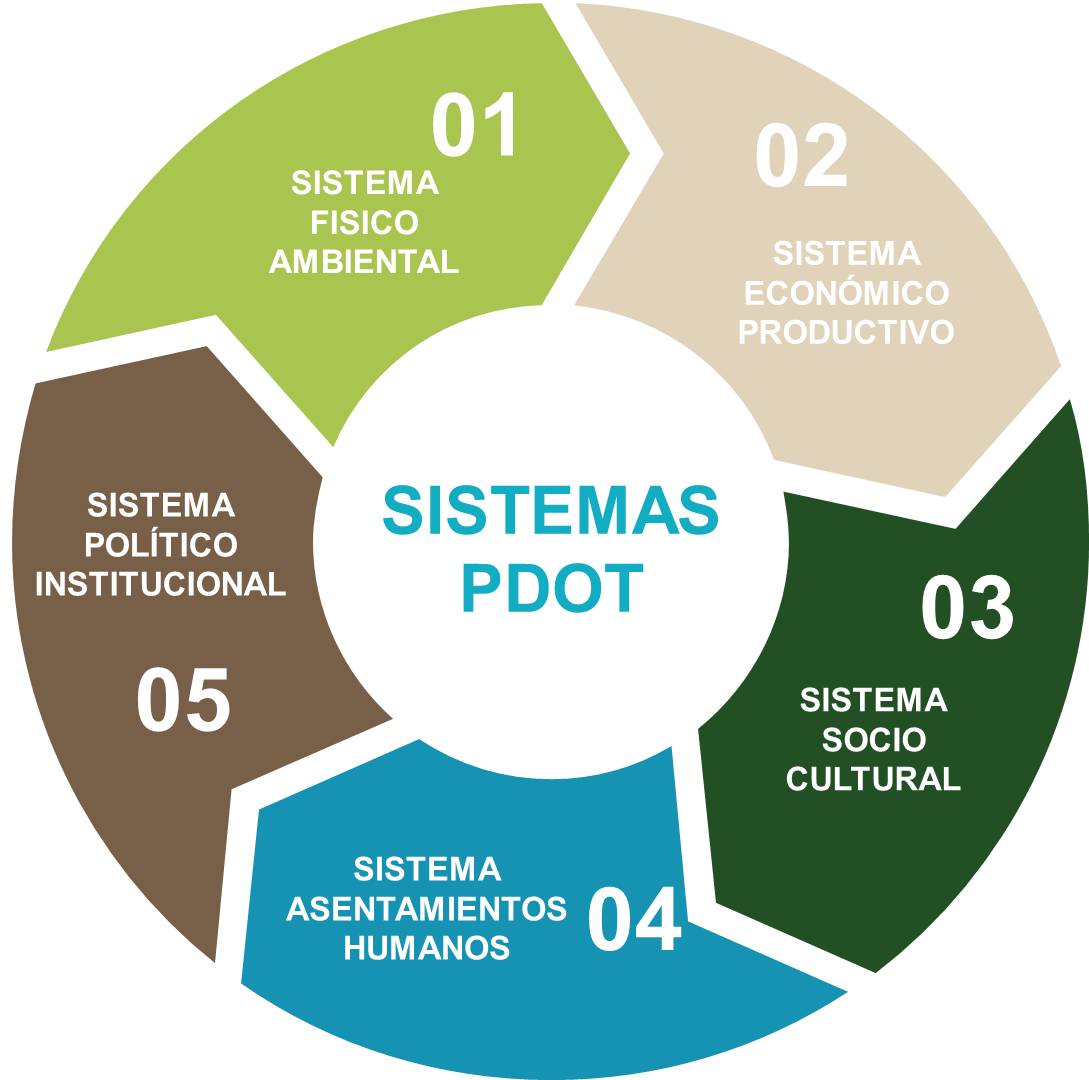 01
SISTEMA
FISICO
AMBIENTAL
02
SISTEMA
ECONÓMICO
PRODUCTIVO
03
SISTEMA
SOCIO
CULTURAL
SISTEMA
ASENTAMIENTOS
HUMANOS
04
SISTEMA
POLÍTICO
INSTITUCIONAL
05
SISTEMAS
PDOT